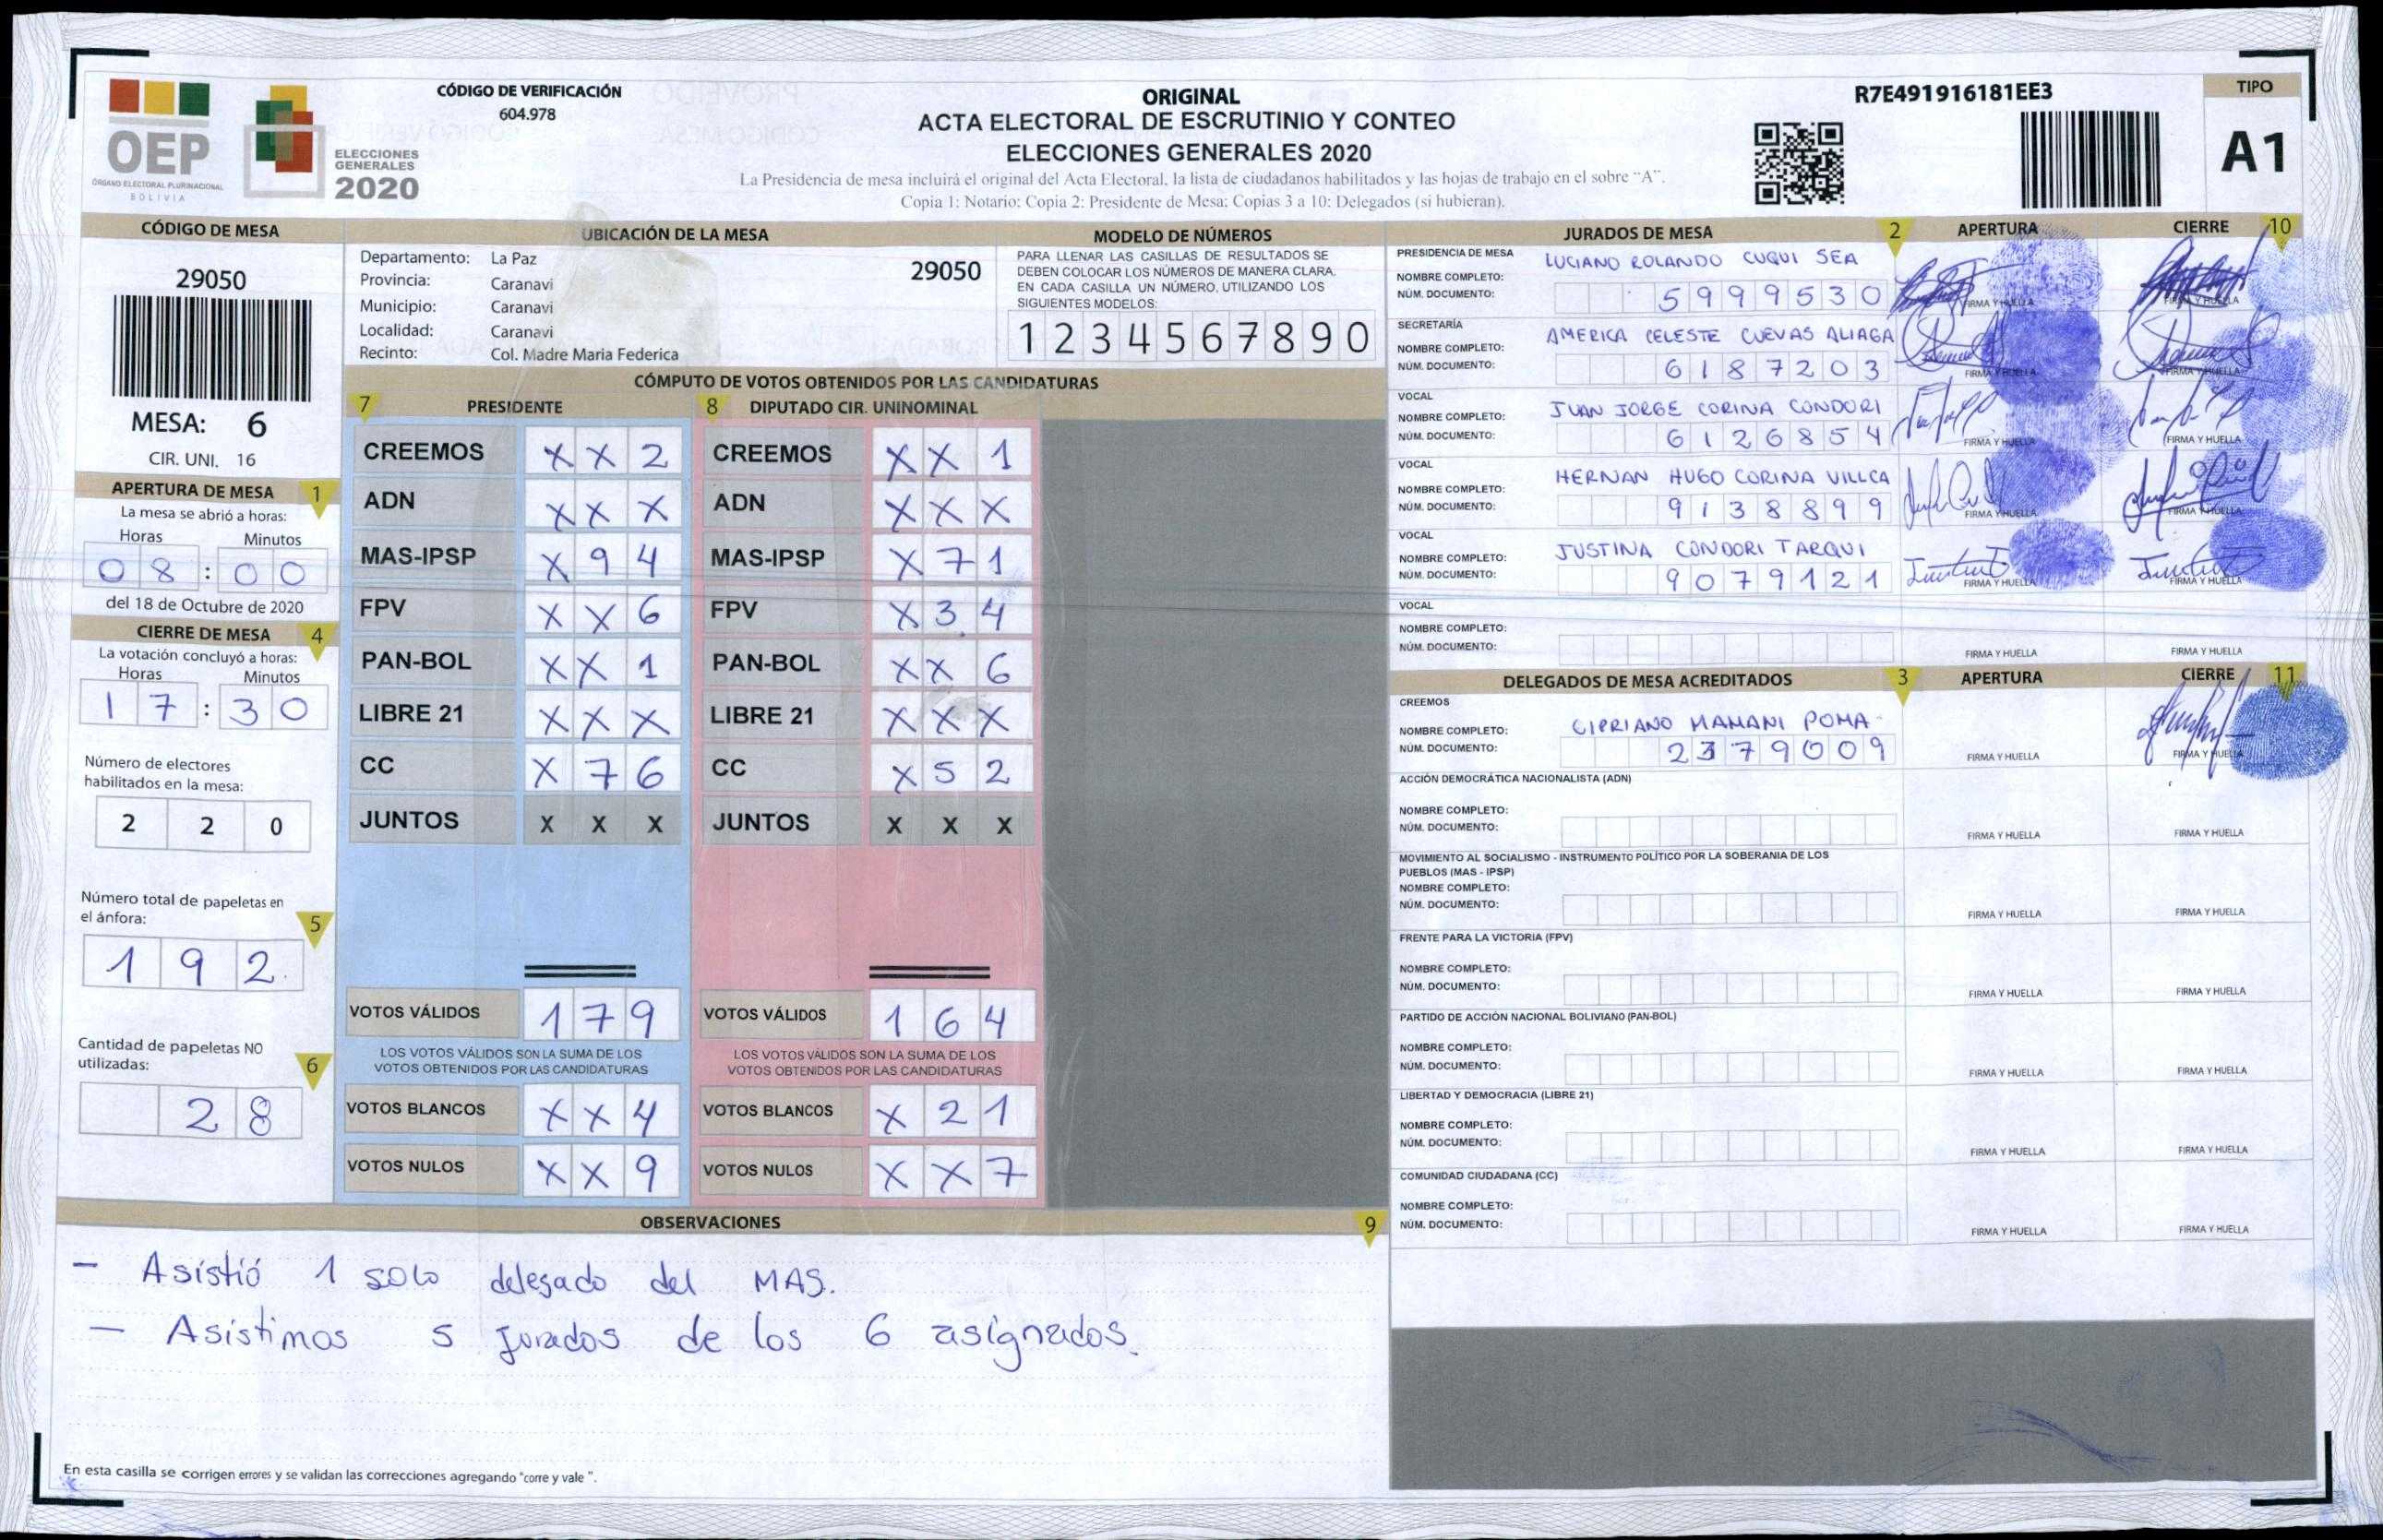 OEP
ÓRGANO ELECTORAL PLURINACIONAL
BOLIVIA
ELECCIONES
GENERALES
2020
CÓDIGO DE VERIFICACIÓN
604.978
ORIGINAL
ACTA ELECTORAL DE ESCRUTINIO Y CONTEO
ELECCIONES GENERALES 2020
La Presidencia de mesa incluirá el original del Acta Electoral, la lista de ciudadanos habilitados y las hojas de trabajo en el sobre "A".
Copia 1: Notario; Copia 2: Presidente de Mesa; Copias 3 a 10: Delegados (si hubieran).
R7E491916181EE3
TIPO
A1
CÓDIGO DE MESA
29050
MESA: 6
CIR. UNI. 16
APERTURA DE MESA 1
La mesa se abrió a horas:
Horas Minutos
08 : 00
del 18 de Octubre de 2020
CIERRE DE MESA 4
La votación concluyó a horas:
Horas Minutos
17 : 30
Número de electores
habilitados en la mesa:
2 2 0
Número total de papeletas en
el ánfora: 5
1 9 2
Cantidad de papeletas NO
utilizadas: 6
2 8
UBICACIÓN DE LA MESA
Departamento: La Paz
29050
Provincia: Caranavi
Municipio: Caranavi
Localidad: Caranavi
Recinto: Col. Madre Maria Federica
MODELO DE NÚMEROS
PARA LLENAR LAS CASILLAS DE RESULTADOS SE
DEBEN COLOCAR LOS NÚMEROS DE MANERA CLARA.
EN CADA CASILLA UN NÚMERO, UTILIZANDO LOS
SIGUIENTES MODELOS:
1 2 3 4 5 6 7 8 9 0
CÓMPUTO DE VOTOS OBTENIDOS POR LAS CANDIDATURAS
7 PRESIDENTE
CREEMOS X X 2
ADN X X X
MAS-IPSP X 9 4
FPV X X 6
PAN-BOL X X 1
LIBRE 21 X X X
CC X 7 6
JUNTOS X X X
VOTOS VÁLIDOS 1 7 9
LOS VOTOS VÁLIDOS SON LA SUMA DE LOS
VOTOS OBTENIDOS POR LAS CANDIDATURAS
VOTOS BLANCOS X X 4
VOTOS NULOS X X 9
8 DIPUTADO CIR. UNINOMINAL
CREEMOS X X 1
ADN X X X
MAS-IPSP X 7 1
FPV X 3 4
PAN-BOL X X 6
LIBRE 21 X X X
CC X 5 2
JUNTOS X X X
VOTOS VÁLIDOS 1 6 4
LOS VOTOS VÁLIDOS SON LA SUMA DE LOS
VOTOS OBTENIDOS POR LAS CANDIDATURAS
VOTOS BLANCOS X 2 1
VOTOS NULOS X X 7
OBSERVACIONES 9
- Asistió 1 solo delegado del MAS.
- Asistimos 5 jurados de los 6 asignados.
En esta casilla se corrigen errores y se validan las correcciones agregando "corre y vale ".
JURADOS DE MESA 2 APERTURA CIERRE 10
PRESIDENCIA DE MESA
NOMBRE COMPLETO: LUCIANO ROLANDO CUQUI SEA
NÚM. DOCUMENTO: 5999530 FIRMA Y HUELLA FIRMA Y HUELLA
SECRETARÍA
NOMBRE COMPLETO: AMERICA CELESTE CUEVAS ALIAGA
NÚM. DOCUMENTO: 6187203 FIRMA Y HUELLA FIRMA Y HUELLA
VOCAL
NOMBRE COMPLETO: JUAN JORGE CORINA CONDORI
NÚM. DOCUMENTO: 6126854 FIRMA Y HUELLA FIRMA Y HUELLA
VOCAL
NOMBRE COMPLETO: HERNAN HUGO CORINA VILLCA
NÚM. DOCUMENTO: 9138899 FIRMA Y HUELLA FIRMA Y HUELLA
VOCAL
NOMBRE COMPLETO: JUSTINA CONDORI TARQUI
NÚM. DOCUMENTO: 9079121 FIRMA Y HUELLA FIRMA Y HUELLA
VOCAL
NOMBRE COMPLETO:
NÚM. DOCUMENTO: FIRMA Y HUELLA FIRMA Y HUELLA
DELEGADOS DE MESA ACREDITADOS 3 APERTURA CIERRE 11
CREEMOS
NOMBRE COMPLETO: CIPRIANO MAMANI POMA
NÚM. DOCUMENTO: 2379009 FIRMA Y HUELLA FIRMA Y HUELLA
ACCIÓN DEMOCRÁTICA NACIONALISTA (ADN)
NOMBRE COMPLETO:
NÚM. DOCUMENTO: FIRMA Y HUELLA FIRMA Y HUELLA
MOVIMIENTO AL SOCIALISMO - INSTRUMENTO POLÍTICO POR LA SOBERANIA DE LOS
PUEBLOS (MAS - IPSP)
NOMBRE COMPLETO:
NÚM. DOCUMENTO: FIRMA Y HUELLA FIRMA Y HUELLA
FRENTE PARA LA VICTORIA (FPV)
NOMBRE COMPLETO:
NÚM. DOCUMENTO: FIRMA Y HUELLA FIRMA Y HUELLA
PARTIDO DE ACCIÓN NACIONAL BOLIVIANO (PAN-BOL)
NOMBRE COMPLETO:
NÚM. DOCUMENTO: FIRMA Y HUELLA FIRMA Y HUELLA
LIBERTAD Y DEMOCRACIA (LIBRE 21)
NOMBRE COMPLETO:
NÚM. DOCUMENTO: FIRMA Y HUELLA FIRMA Y HUELLA
COMUNIDAD CIUDADANA (CC)
NOMBRE COMPLETO:
NÚM. DOCUMENTO: FIRMA Y HUELLA FIRMA Y HUELLA